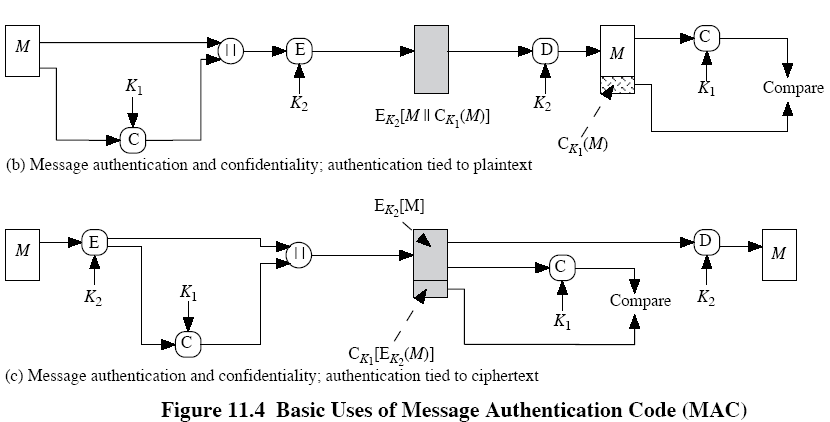 M
||
E
D
M
C
K1
K2
K2
K1
Compare
EK2[M || CK1(M)]
C
CK1(M)
(b) Message authentication and confidentiality; authentication tied to plaintext
EK2[M]
M
E
||
D
M
C
K2
K1
K1
Compare
K2
C
CK1[EK2(M)]
(c) Message authentication and confidentiality; authentication tied to ciphertext
Figure 11.4 Basic Uses of Message Authentication Code (MAC)